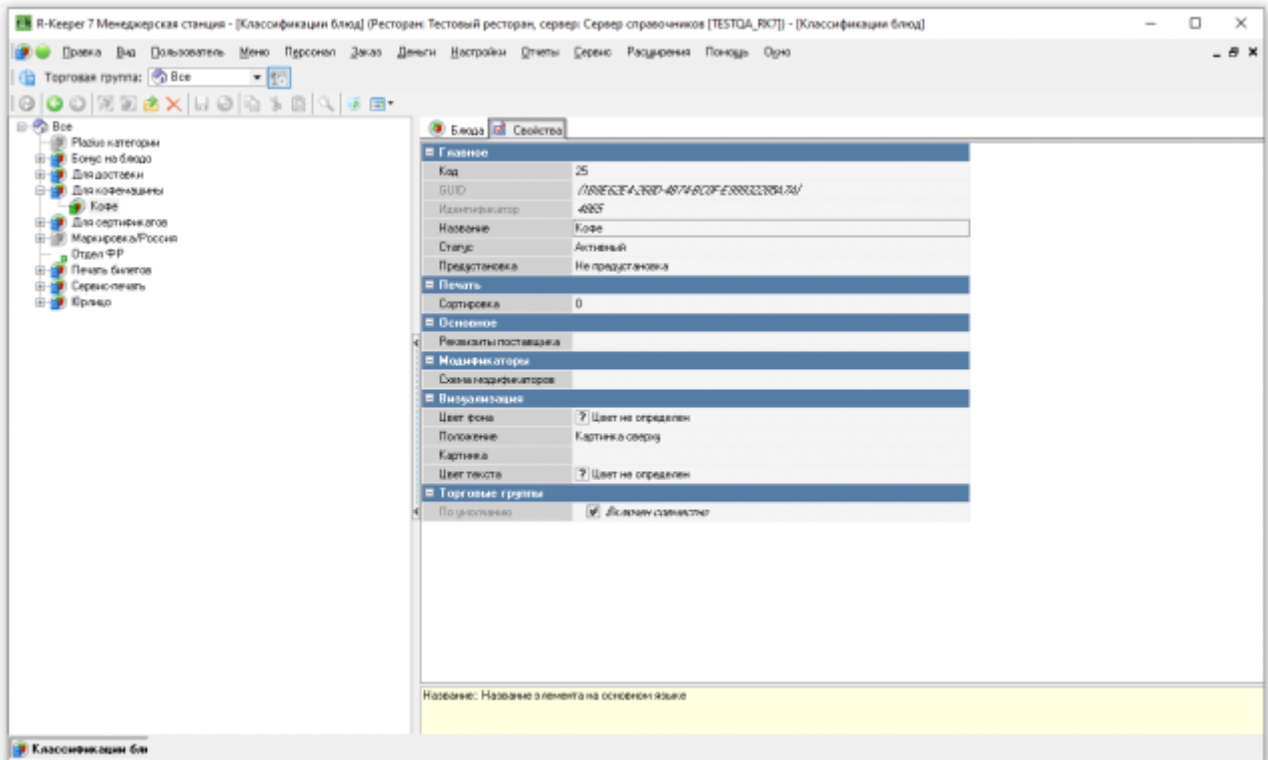 R-Keeper 7 Менеджерская станция - [Классификации блюд] (Ресторан: Тестовый ресторан, сервер: Сервер справочников [TESTQA_RK7]) - [Классификации блюд]
Правка Вид Пользователь Меню Персонал Заказ Деньги Настройки Отчеты Сервис Расширения Помощь Окно
Торговая группа: Все
Все
Plazius категории
Бонус на блюдо
Для доставки
Для кофемашины
Кофе
Для сертификатов
Маркировка/Россия
Отдел ФР
Печать билетов
Сервис-печать
Юрлицо
Блюда Свойства
Главное
Код 25
GUID
Идентификатор 4865
Название Кофе
Статус Активный
Предустановка Не предустановка
Печать
Сортировка 0
Основное
Реквизиты поставщика
Модификаторы
Схема модификаторов
Визуализация
Цвет фона ? Цвет не определен
Положение Картинка сверху
Картинка
Цвет текста ? Цвет не определен
Торговые группы
По умолчанию Включен совместно
Название: Название элемента на основном языке
Классификации блю